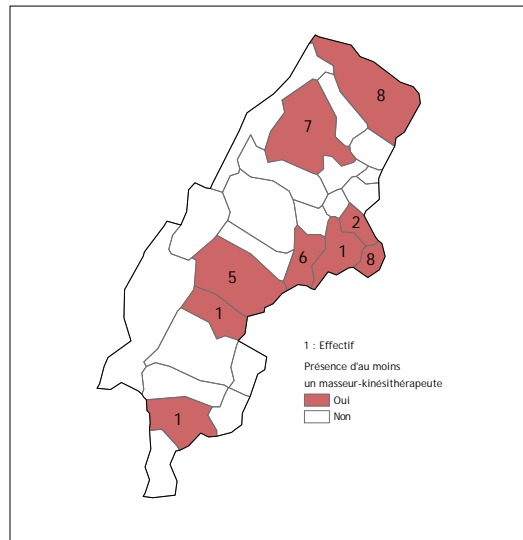 8
7
2
1
6
8
5
1
1 : Effectif
Présence d'au moins
un masseur-kinésithérapeute
Oui
Non
1